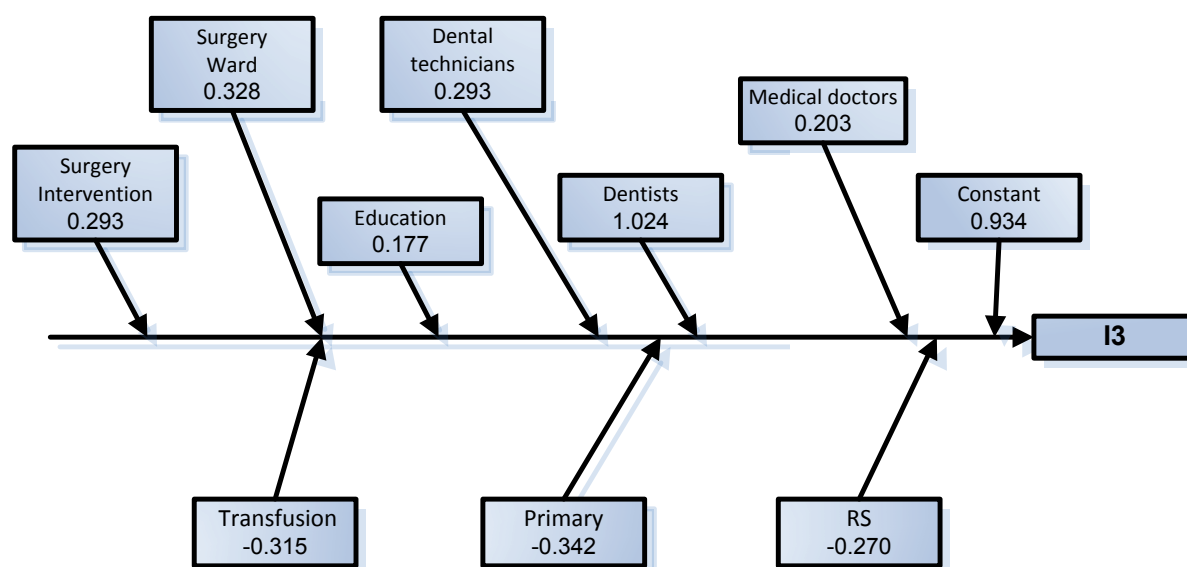 Surgery
Ward
0.328
Dental
technicians
0.293
Medical doctors
0.203
Surgery
Intervention
0.293
Education
0.177
Dentists
1.024
Constant
0.934
I3
Transfusion
-0.315
Primary
-0.342
RS
-0.270